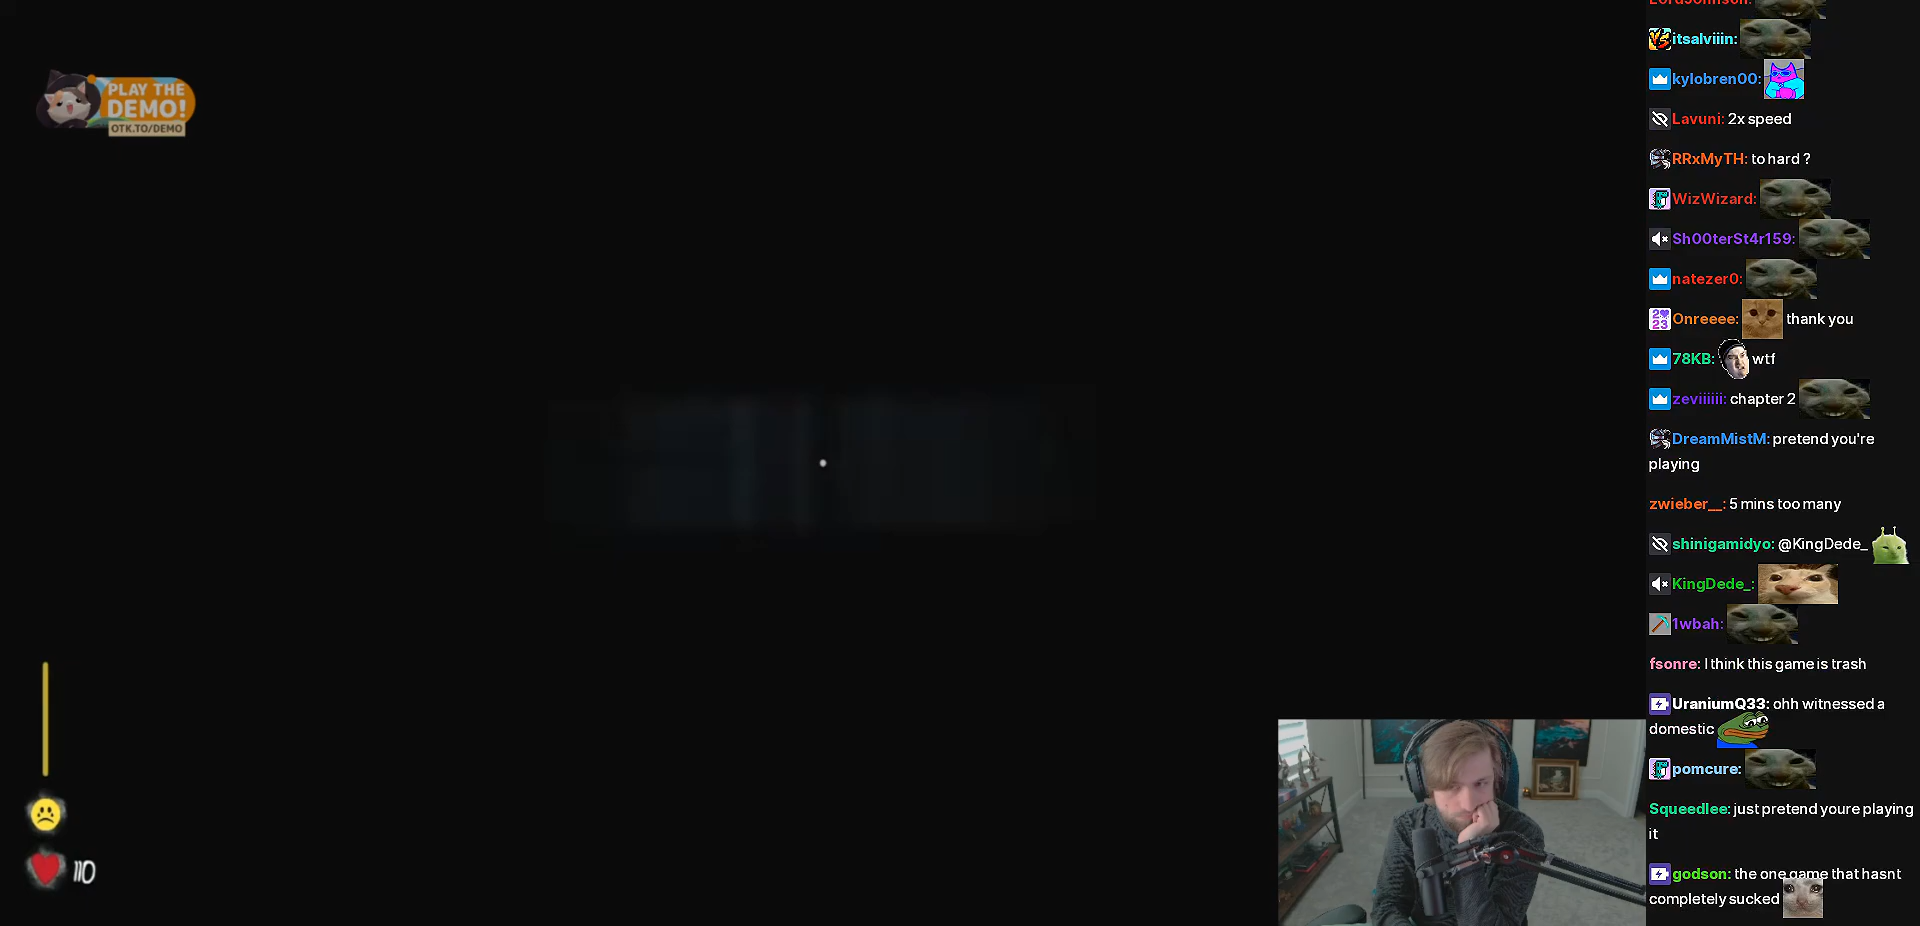 PLAY THE
DEMO!
OTK.TO/DEMO
110
LordJohnson:
itsalviiin:
kylobren00:
Lavuni: 2x speed
RRxMyTH: to hard ?
WizWizard:
Sh00terSt4r159:
natezer0:
Onreeee: thank you
78KB: wtf
zeviiiiii: chapter 2
DreamMistM: pretend you're
playing
zwieber__: 5 mins too many
shinigamidyo: @KingDede_
KingDede_:
1wbah:
fsonre: I think this game is trash
UraniumQ33: ohh witnessed a
domestic
pomcure:
Squeedlee: just pretend youre playing
it
godson: the one game that hasnt
completely sucked